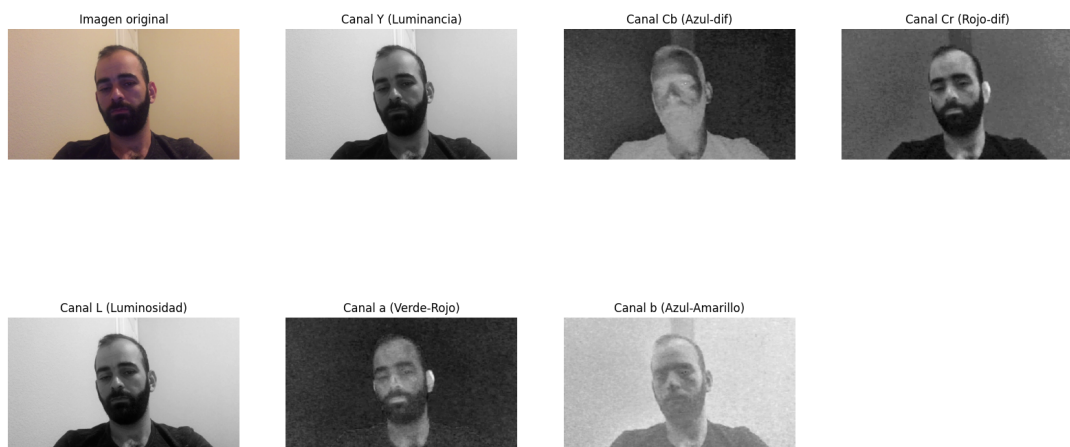 Imagen original
Canal Y (Luminancia)
Canal Cb (Azul-dif)
Canal Cr (Rojo-dif)
Canal L (Luminosidad)
Canal a (Verde-Rojo)
Canal b (Azul-Amarillo)